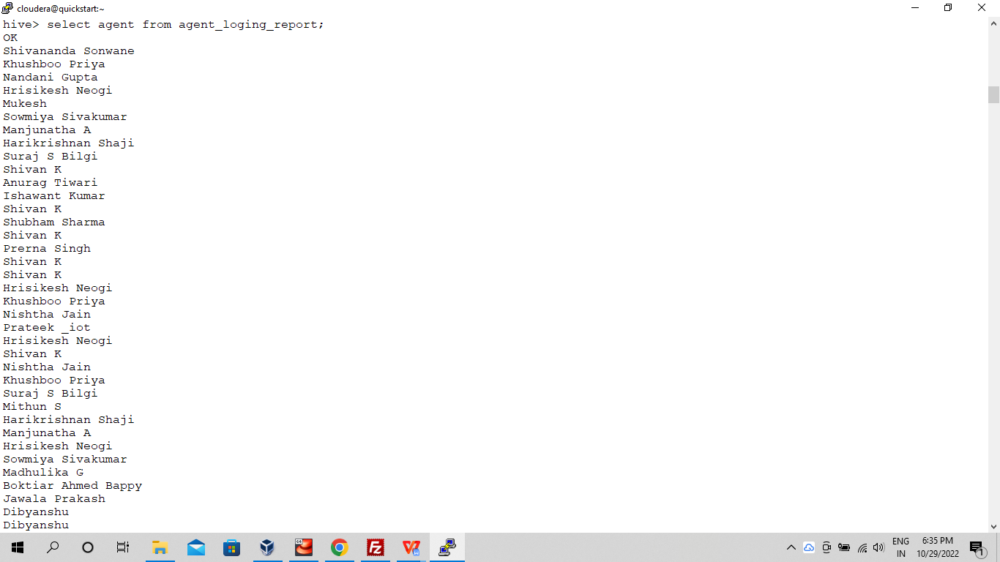 cloudera@quickstart:~
hive> select agent from agent_loging_report;
OK
Shivananda Sonwane
Khushboo Priya
Nandani Gupta
Hrisikesh Neogi
Mukesh
Sowmiya Sivakumar
Manjunatha A
Harikrishnan Shaji
Suraj S Bilgi
Shivan K
Anurag Tiwari
Ishawant Kumar
Shivan K
Shubham Sharma
Shivan K
Prerna Singh
Shivan K
Shivan K
Hrisikesh Neogi
Khushboo Priya
Nishtha Jain
Prateek _iot
Hrisikesh Neogi
Shivan K
Nishtha Jain
Khushboo Priya
Suraj S Bilgi
Mithun S
Harikrishnan Shaji
Manjunatha A
Hrisikesh Neogi
Sowmiya Sivakumar
Madhulika G
Boktiar Ahmed Bappy
Jawala Prakash
Dibyanshu
Dibyanshu
64
Fz
ENG
IN
6:35 PM
10/29/2022
1